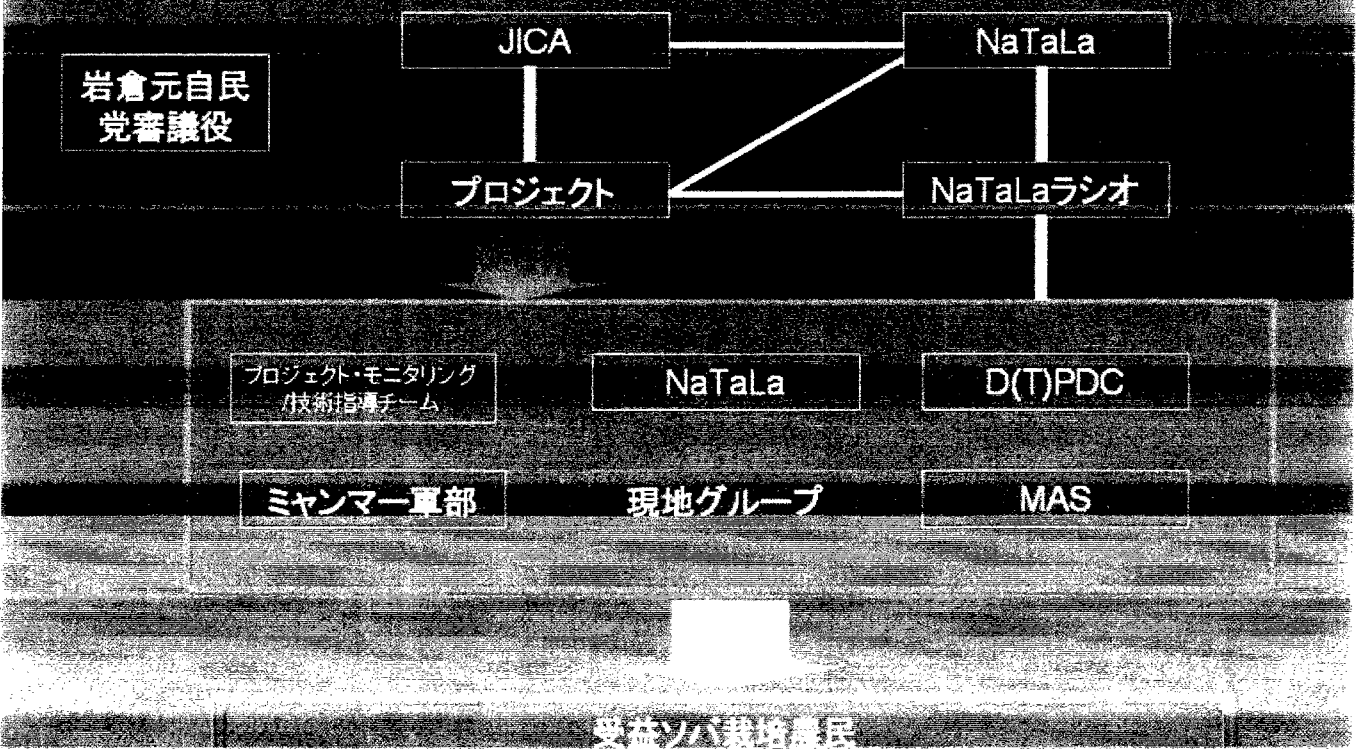 JICA
NaTaLa
岩倉元自民
党審議役
プロジェクト
NaTaLaラシオ
プロジェクト・モニタリング
/技術指導チーム
NaTaLa
D(T)PDC
ミャンマー軍部
現地グループ
MAS
受益ソバ栽培農民